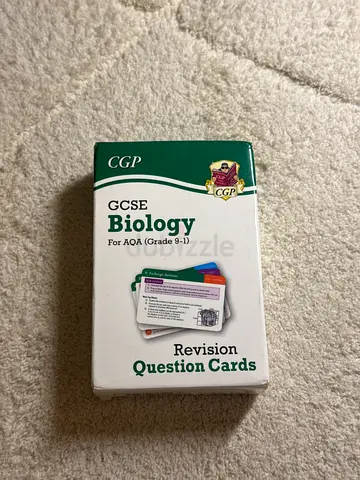 CGP
CGP
GCSE
Biology
For AQA (Grade 9-1)
dubizzle
Revision
Question Cards